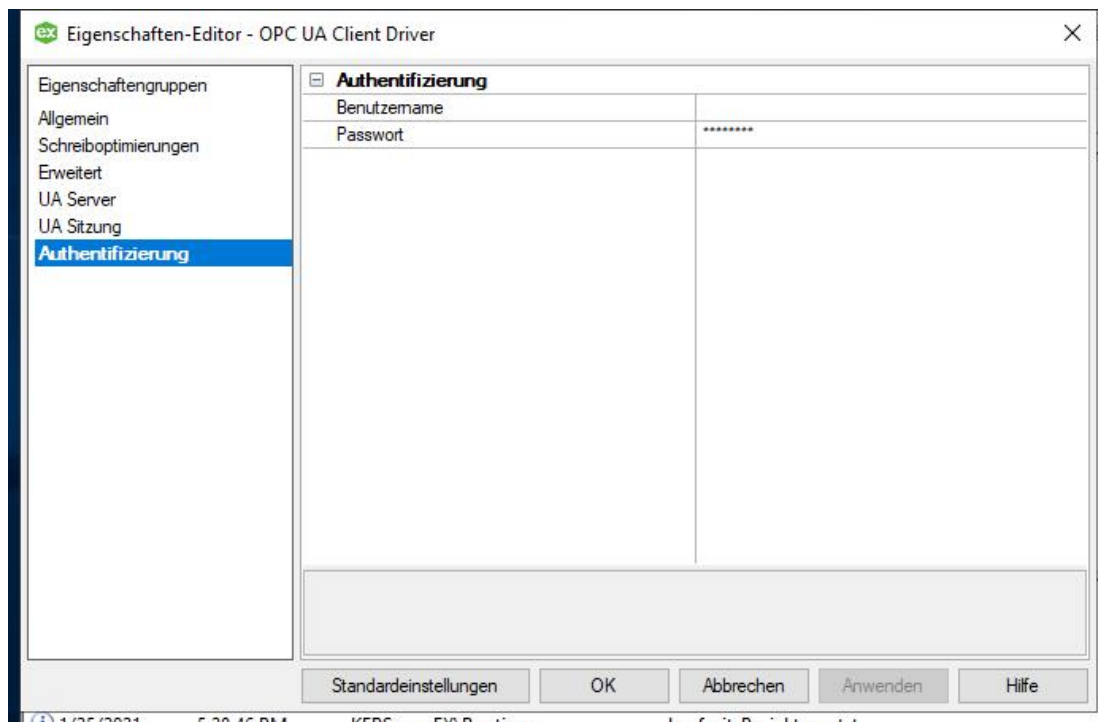 ex Eigenschaften-Editor - OPC UA Client Driver
Eigenschaftengruppen
Allgemein
Schreiboptimierungen
Erweitert
UA Server
UA Sitzung
Authentifizierung
Authentifizierung
Benutzername
Passwort ********
Standardeinstellungen OK Abbrechen Anwenden Hilfe